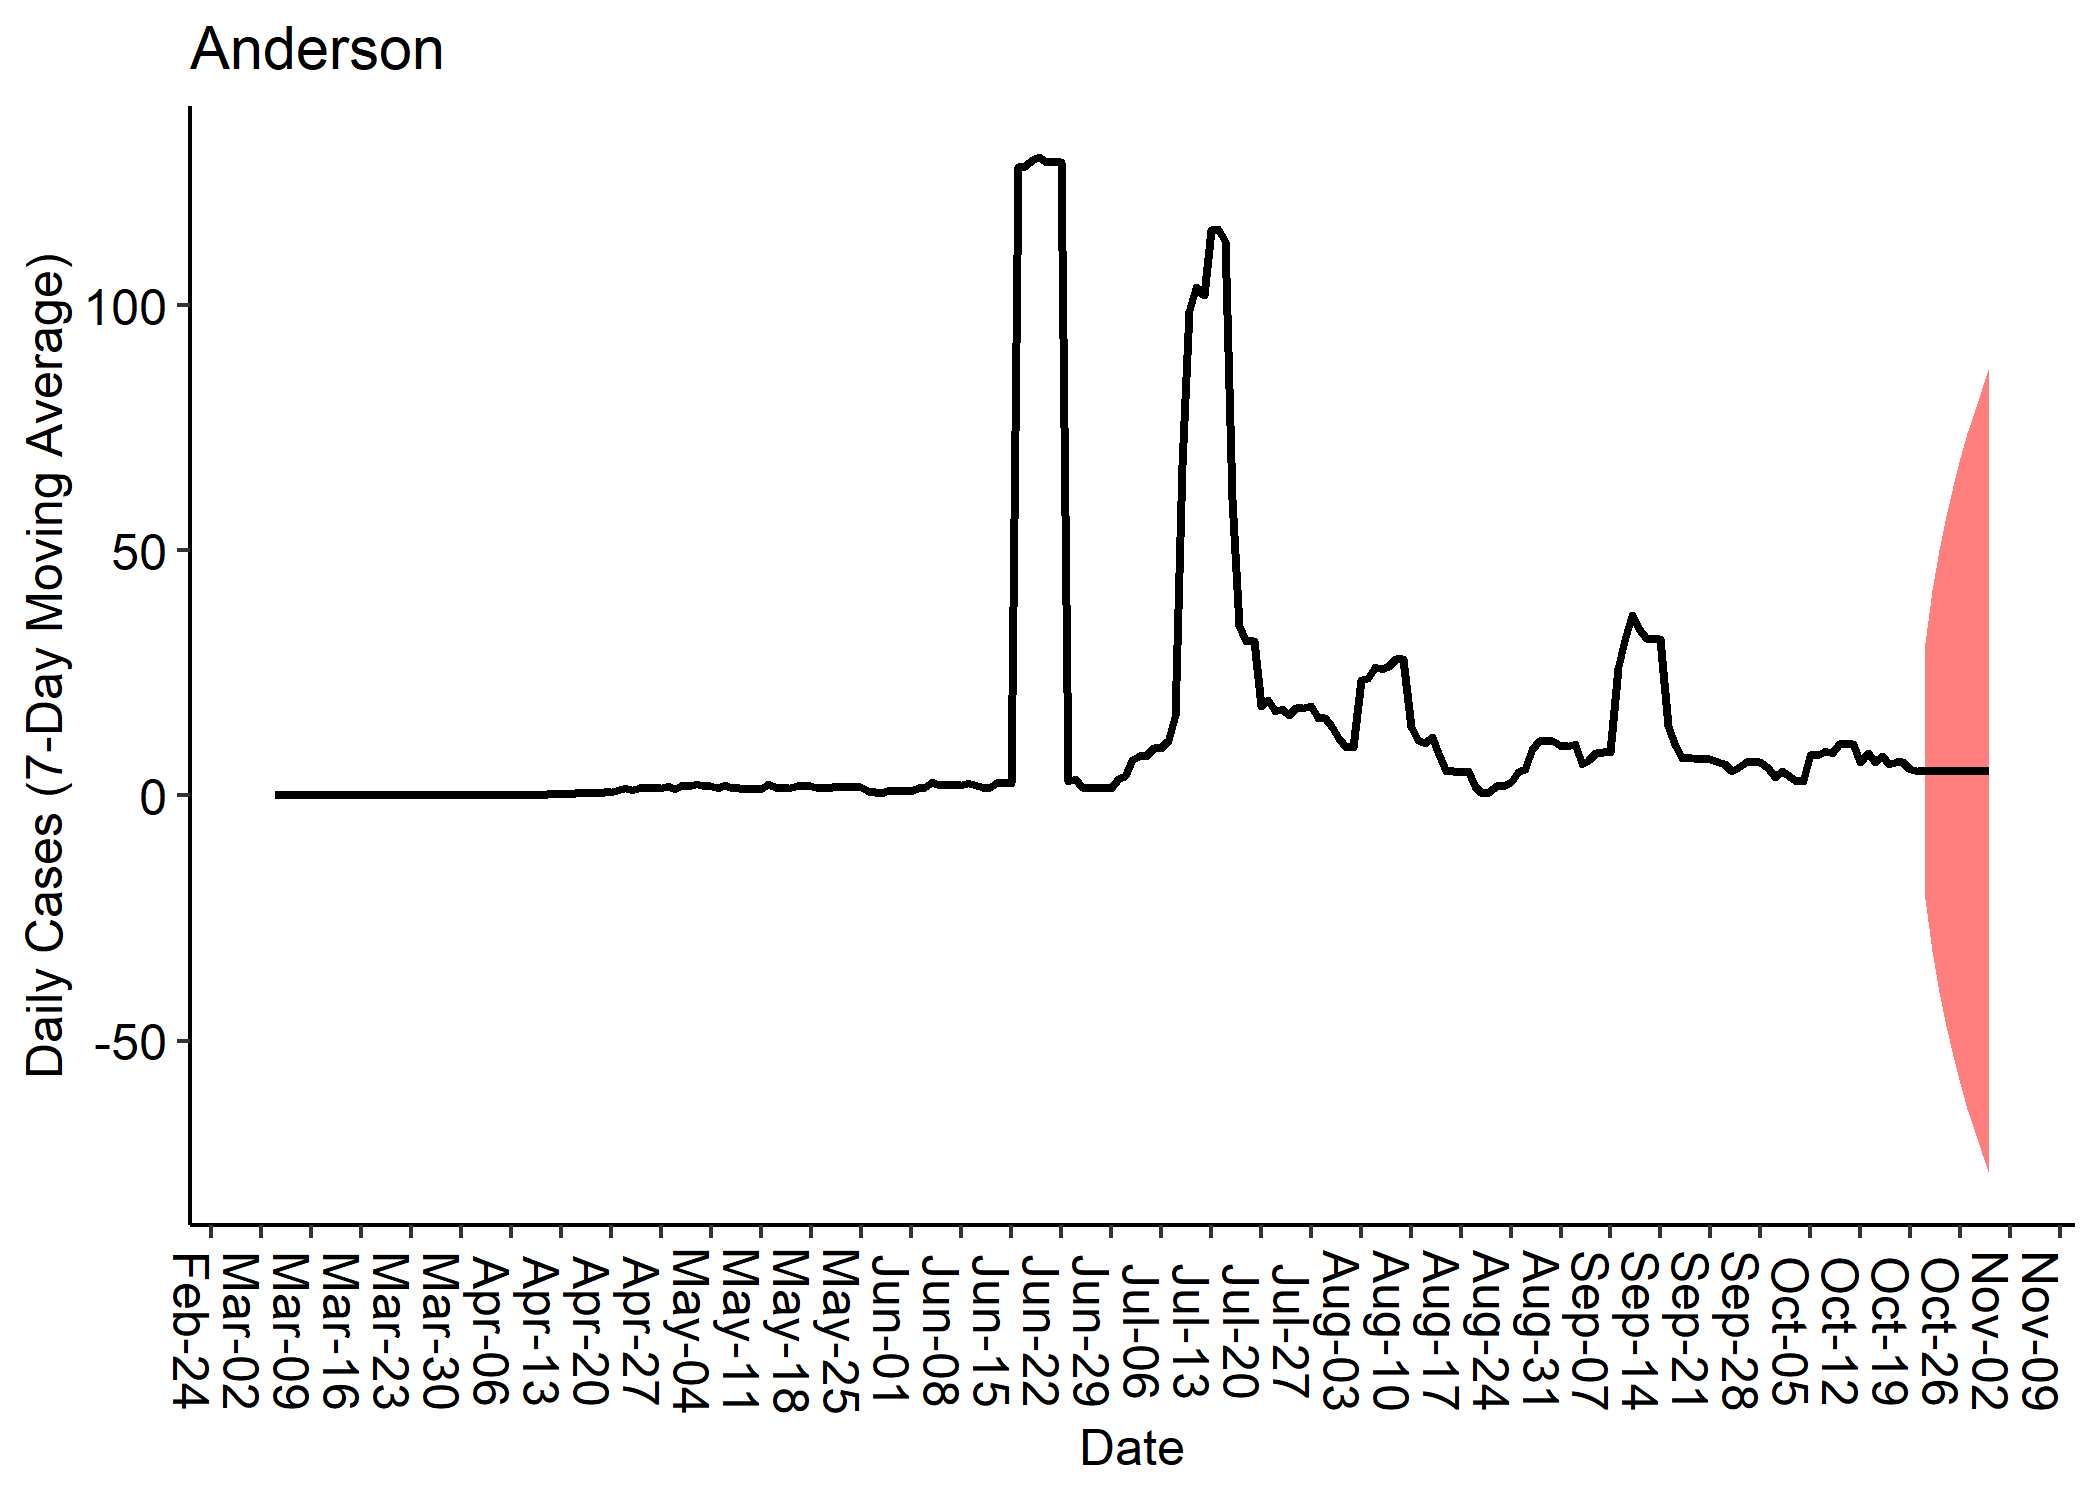 Anderson
Daily Cases (7-Day Moving Average)
100
50
0
-50
Feb-24
Mar-02
Mar-09
Mar-16
Mar-23
Mar-30
Apr-06
Apr-13
Apr-20
Apr-27
May-04
May-11
May-18
May-25
Jun-01
Jun-08
Jun-15
Jun-22
Jun-29
Jul-06
Jul-13
Jul-20
Jul-27
Aug-03
Aug-10
Aug-17
Aug-24
Aug-31
Sep-07
Sep-14
Sep-21
Sep-28
Oct-05
Oct-12
Oct-19
Oct-26
Nov-02
Nov-09
Date